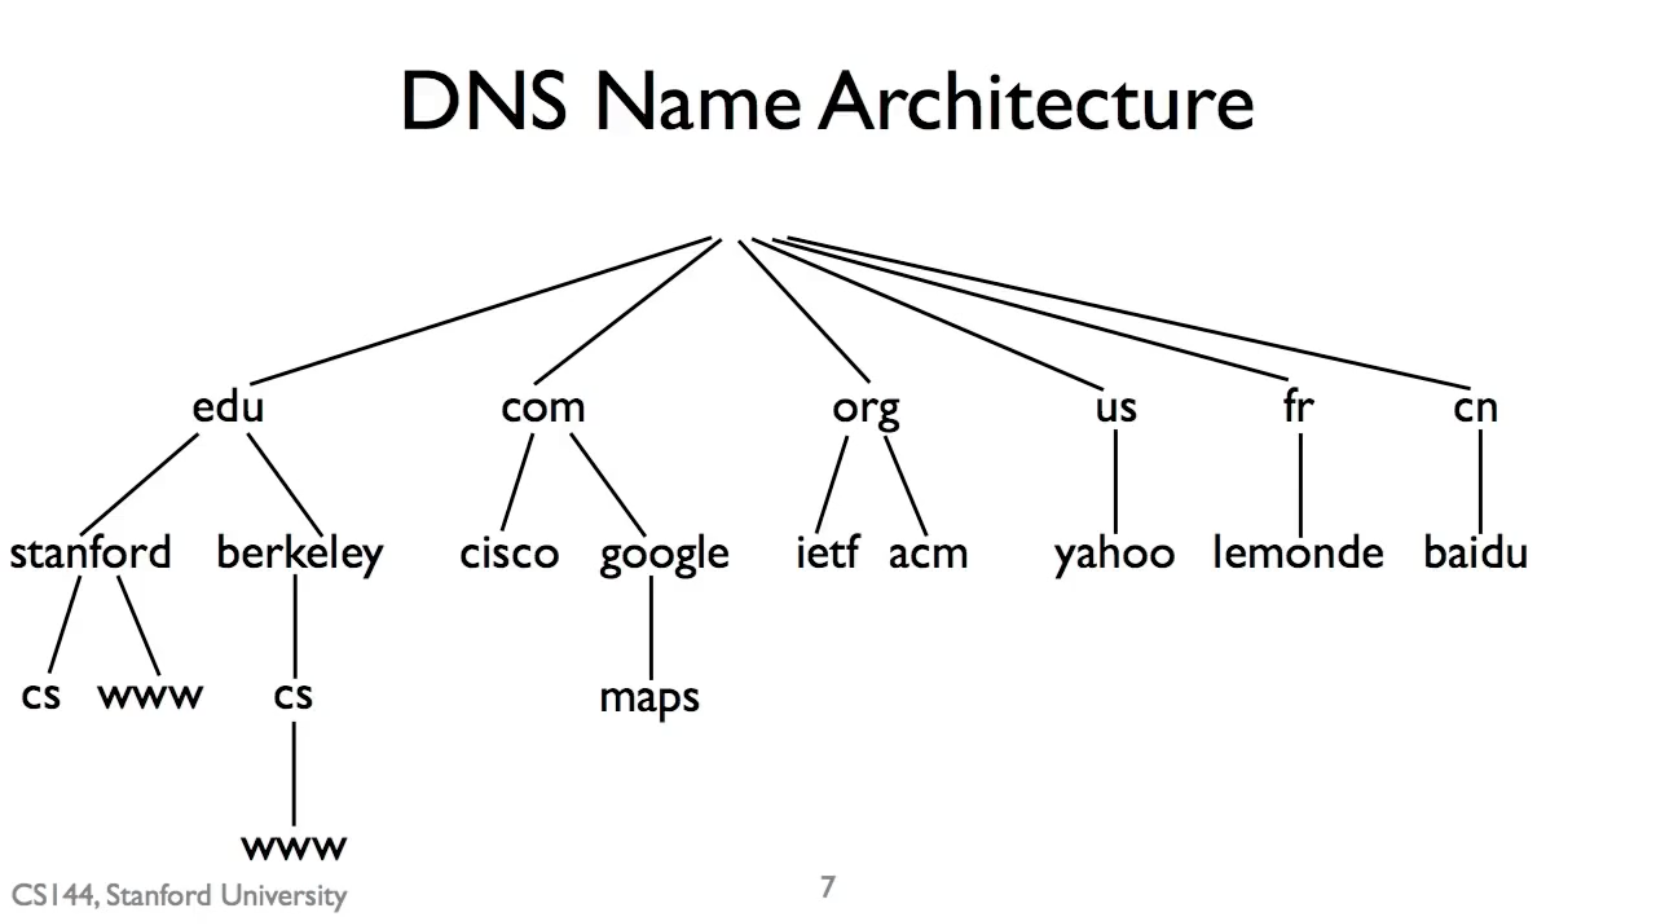 DNS Name Architecture
edu com org us fr cn
stanford berkeley cisco google ietf acm yahoo lemonde baidu
cs www cs maps
www
CS144, Stanford University 7